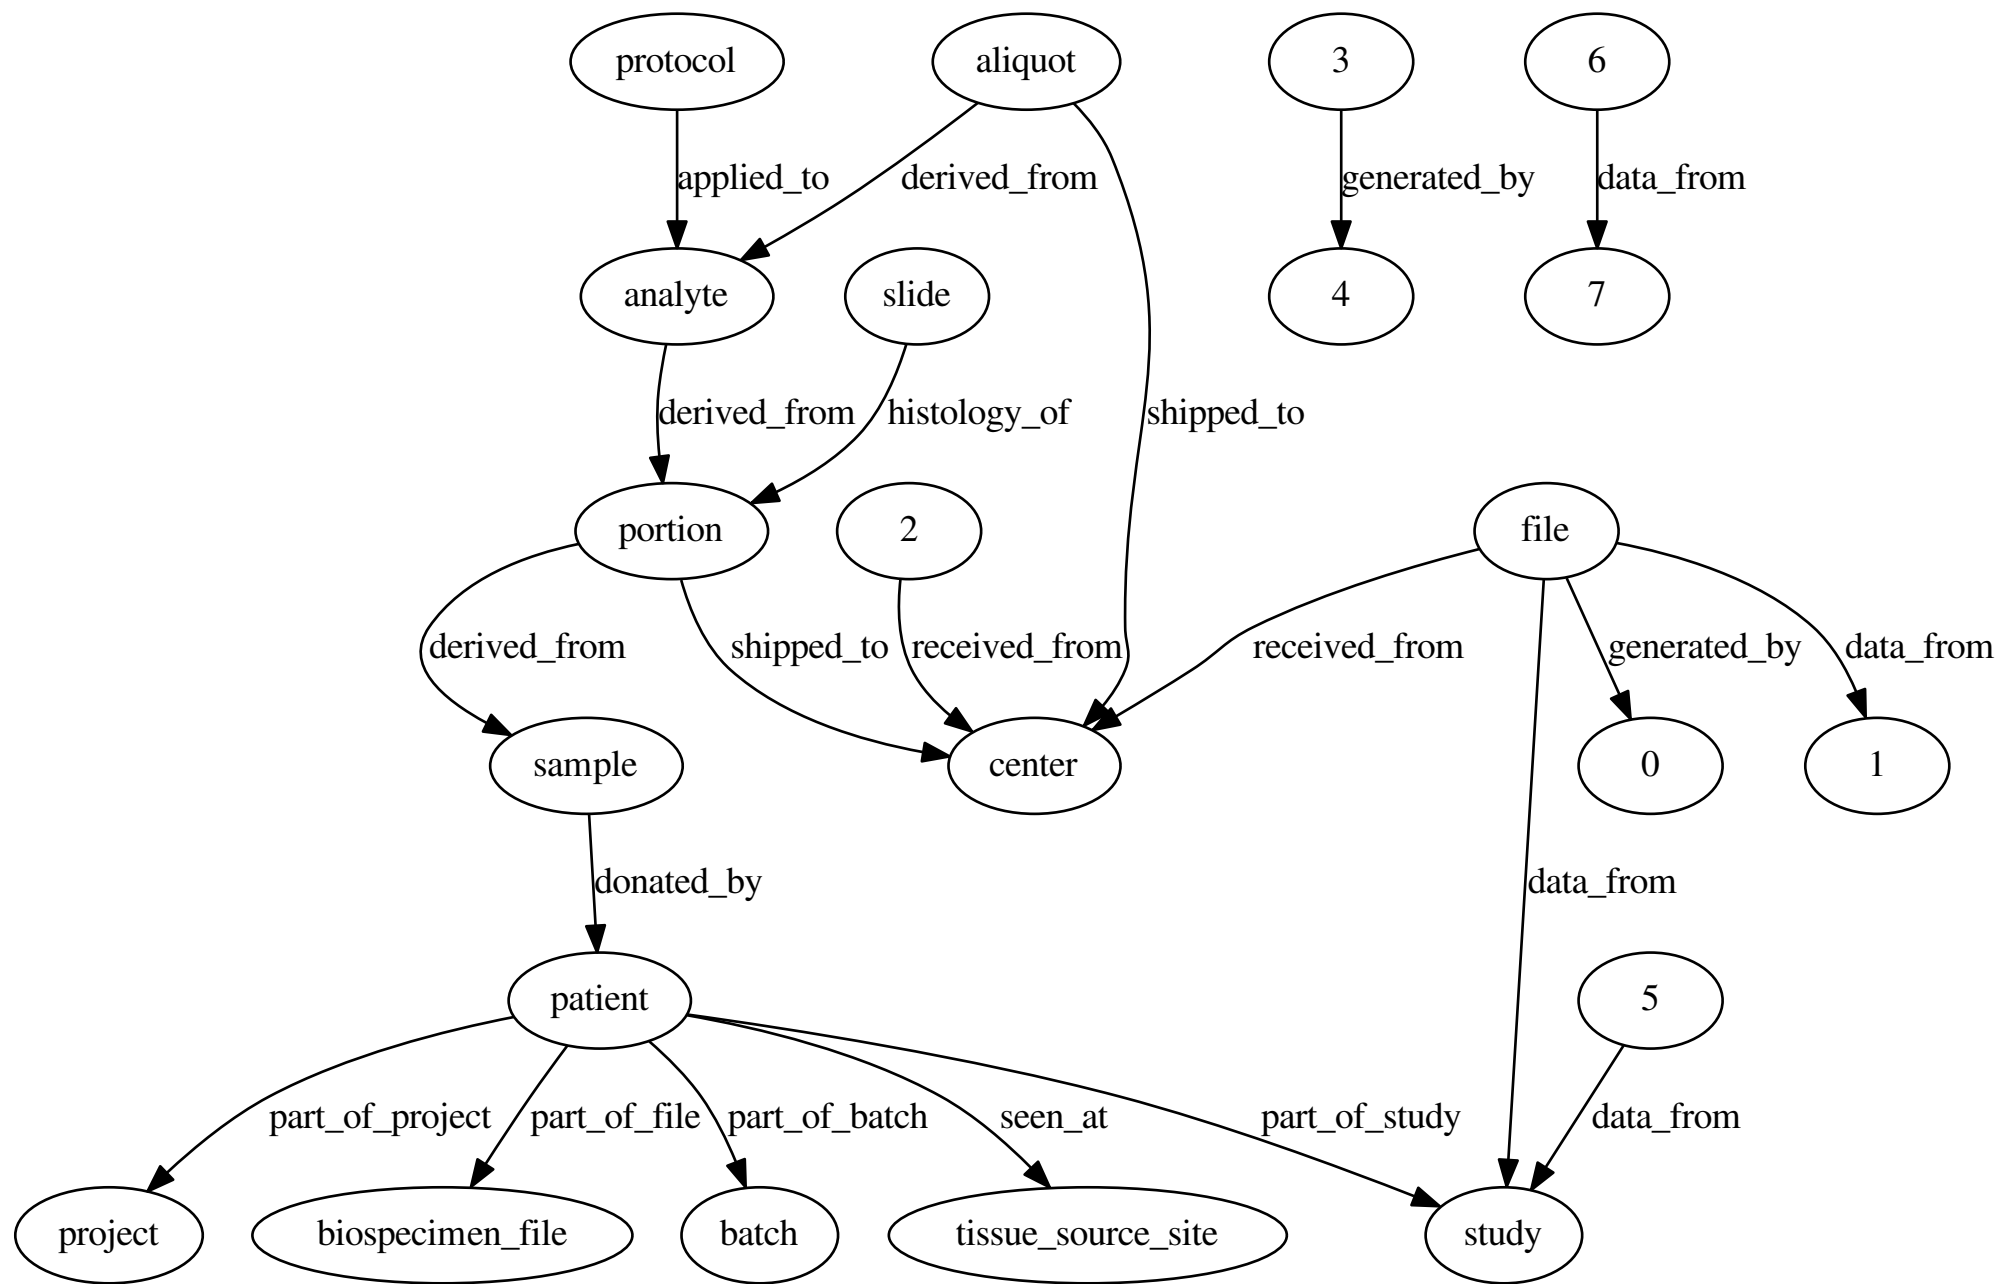 protocol
aliquot
3
6
applied_to
derived_from
generated_by
data_from
analyte
slide
4
7
derived_from
histology_of
shipped_to
portion
2
file
derived_from
shipped_to
received_from
received_from
generated_by
data_from
sample
center
0
1
donated_by
data_from
patient
5
part_of_project
part_of_file
part_of_batch
seen_at
part_of_study
data_from
project
biospecimen_file
batch
tissue_source_site
study